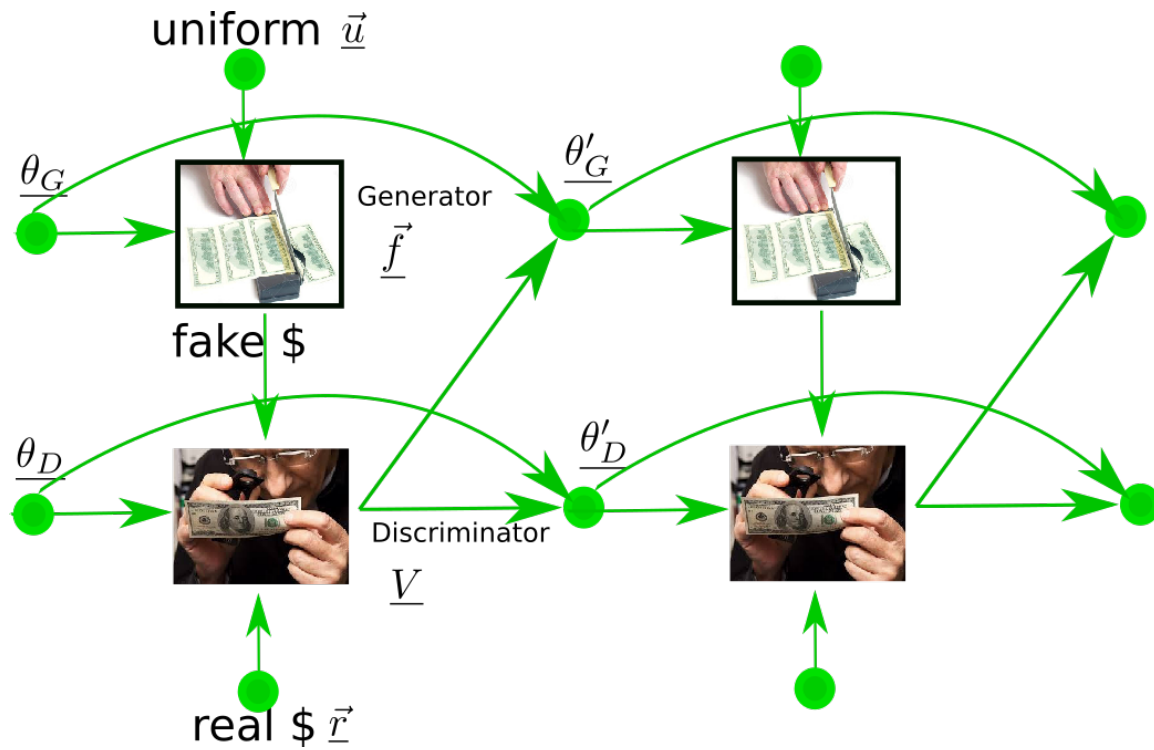 uniform u⃗
θ_G
θ′_G
Generator
f⃗
fake $
θ_D
θ′_D
Discriminator
V
real $ r⃗